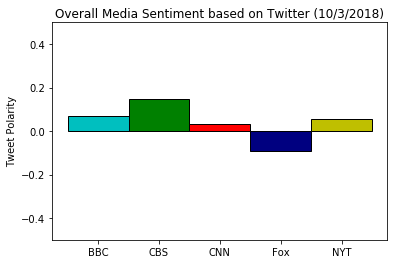 Overall Media Sentiment based on Twitter (10/3/2018)
Tweet Polarity
0.4
0.2
0.0
−0.2
−0.4
BBC CBS CNN Fox NYT